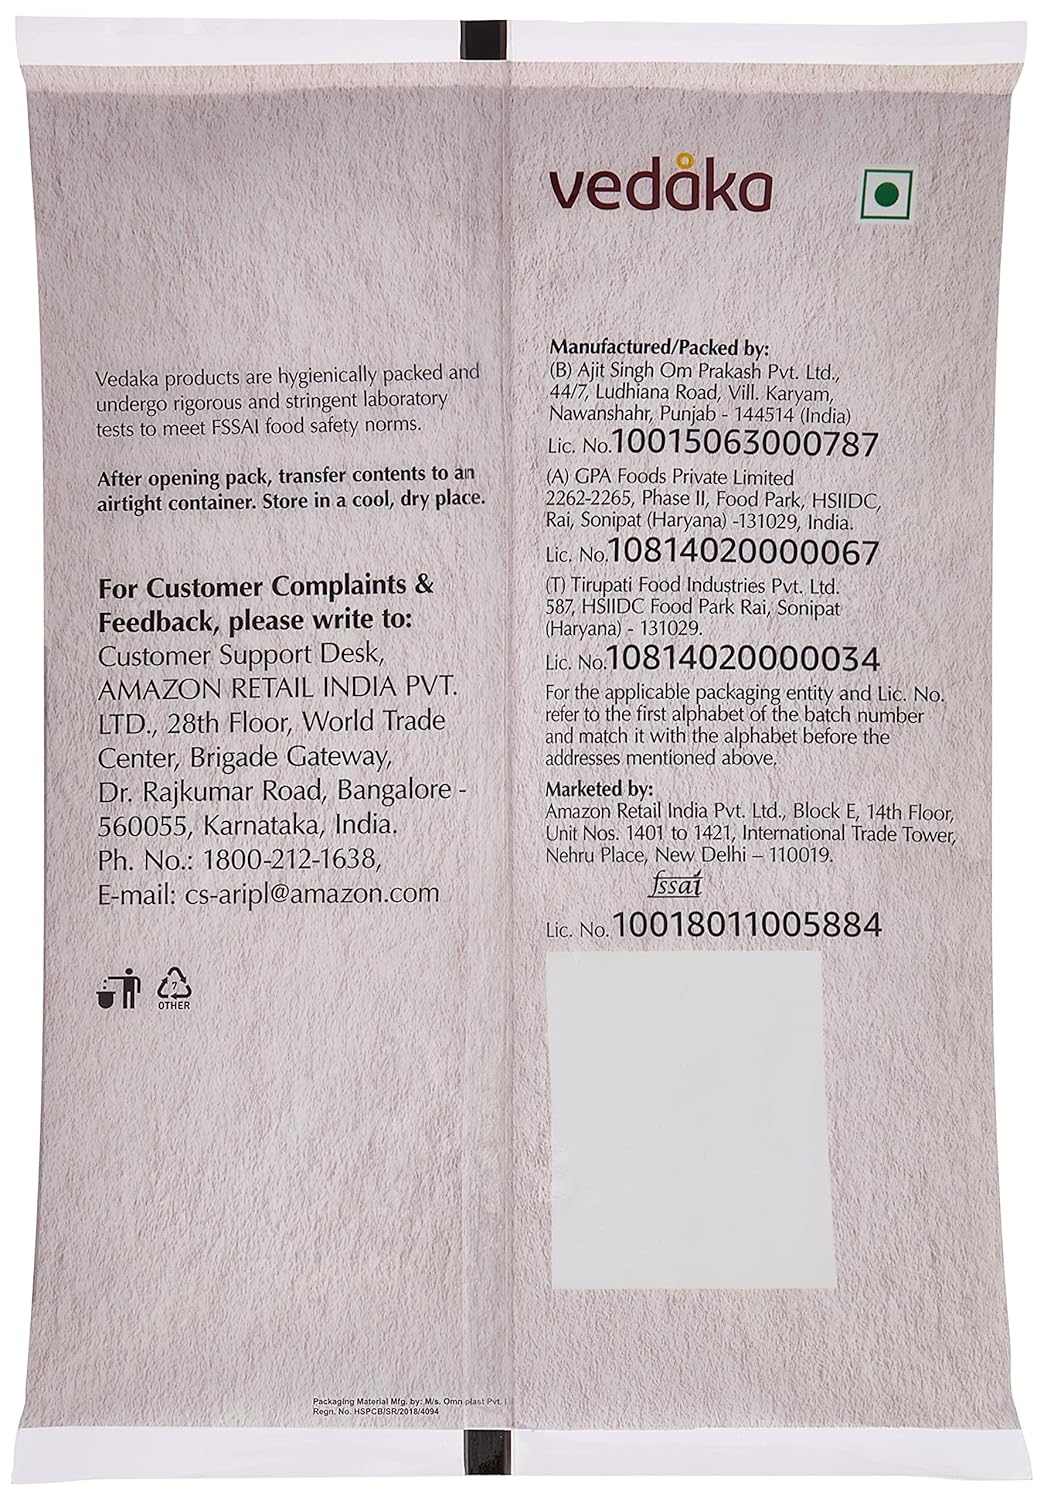 vedaka
Vedaka products are hygienically packed and
undergo rigorous and stringent laboratory
tests to meet FSSAI food safety norms.
After opening pack, transfer contents to an
airtight container. Store in a cool, dry place.
For Customer Complaints &
Feedback, please write to:
Customer Support Desk,
AMAZON RETAIL INDIA PVT.
LTD., 28th Floor, World Trade
Center, Brigade Gateway,
Dr. Rajkumar Road, Bangalore -
560055, Karnataka, India.
Ph. No.: 1800-212-1638,
E-mail: cs-aripl@amazon.com
7
OTHER
Packaging Material Mfg. by: M/s. Omn plast Pvt.
Regn. No. HSPCB/SR/2018/4094
Manufactured/Packed by:
(B) Ajit Singh Om Prakash Pvt. Ltd.,
44/7, Ludhiana Road, Vill. Karyam,
Nawanshahr, Punjab - 144514 (India)
Lic. No.10015063000787
(A) GPA Foods Private Limited
2262-2265, Phase II, Food Park, HSIIDC,
Rai, Sonipat (Haryana) -131029, India.
Lic. No.10814020000067
(T) Tirupati Food Industries Pvt. Ltd.
587, HSIIDC Food Park Rai, Sonipat
(Haryana) - 131029.
Lic. No.10814020000034
For the applicable packaging entity and Lic. No.
refer to the first alphabet of the batch number
and match it with the alphabet before the
addresses mentioned above.
Marketed by:
Amazon Retail India Pvt. Ltd., Block E, 14th Floor,
Unit Nos. 1401 to 1421, International Trade Tower,
Nehru Place, New Delhi – 110019.
fssai
Lic. No.10018011005884